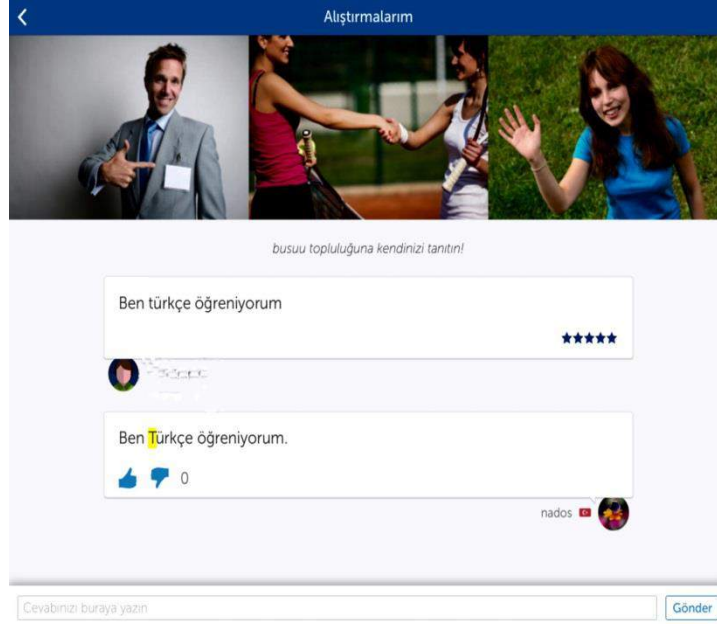 Alıştırmalarım
busuu topluluğuna kendinizi tanıtın!
Ben türkçe öğreniyorum
Ben Türkçe öğreniyorum.
0
nados
Cevabınızı buraya yazın
Gönder